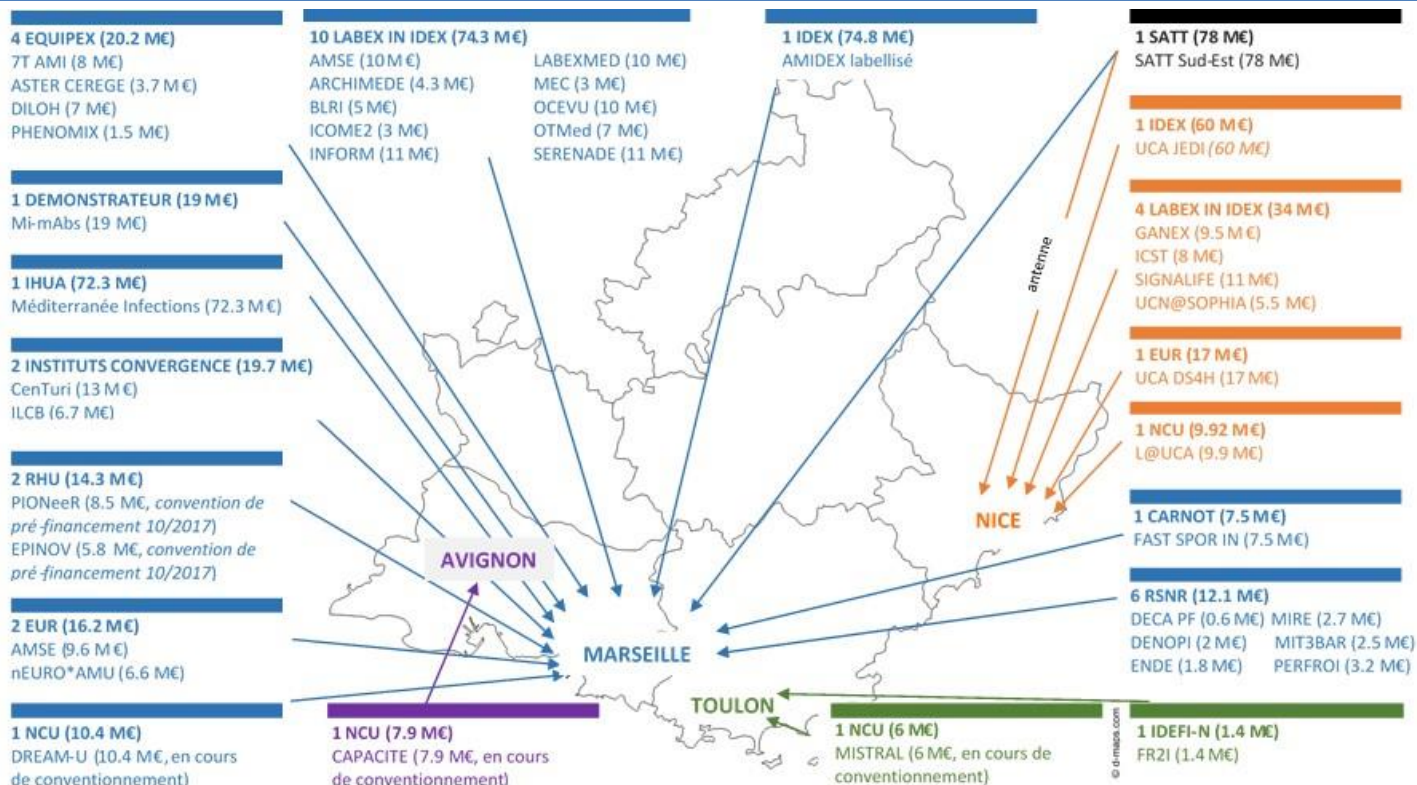 4 EQUIPEX (20.2 M€)
7T AMI (8 M€)
ASTER CEREGE (3.7 M€)
DILOH (7 M€)
PHENOMIX (1.5 M€)
10 LABEX IN IDEX (74.3 M€)
AMSE (10 M€)
ARCHIMEDE (4.3 M€)
BLRI (5 M€)
ICOME2 (3 M€)
INFORM (11 M€)
LABEXMED (10 M€)
MEC (3 M€)
OCEVU (10 M€)
OTMed (7 M€)
SERENADE (11 M€)
1 IDEX (74.8 M€)
AMIDEX labellisé
1 SATT (78 M€)
SATT Sud-Est (78 M€)
1 IDEX (60 M€)
UCA JEDI (60 M€)
4 LABEX IN IDEX (34 M€)
GANEX (9.5 M€)
ICST (8 M€)
SIGNALIFE (11 M€)
UCN@SOPHIA (5.5 M€)
1 EUR (17 M€)
UCA DS4H (17 M€)
1 NCU (9.92 M€)
L@UCA (9.9 M€)
1 CARNOT (7.5 M€)
FAST SPOR IN (7.5 M€)
6 RSNR (12.1 M€)
DECA PF (0.6 M€) MIRE (2.7 M€)
DENOPI (2 M€) MIT3BAR (2.5 M€)
ENDE (1.8 M€) PERFROI (3.2 M€)
1 IDEFI-N (1.4 M€)
FR2I (1.4 M€)
1 DEMONSTRATEUR (19 M€)
Mi-mAbs (19 M€)
1 IHUA (72.3 M€)
Méditerranée Infections (72.3 M€)
2 INSTITUTS CONVERGENCE (19.7 M€)
CenTuri (13 M€)
ILCB (6.7 M€)
2 RHU (14.3 M€)
PIONeeR (8.5 M€, convention de
pré-financement 10/2017)
EPINOV (5.8 M€, convention de
pré-financement 10/2017)
2 EUR (16.2 M€)
AMSE (9.6 M€)
nEURO*AMU (6.6 M€)
1 NCU (10.4 M€)
DREAM-U (10.4 M€, en cours
de conventionnement)
1 NCU (7.9 M€)
CAPACITE (7.9 M€, en cours
de conventionnement)
1 NCU (6 M€)
MISTRAL (6 M€, en cours de
conventionnement)
antenne
NICE
AVIGNON
MARSEILLE
TOULON
© d-maps.com